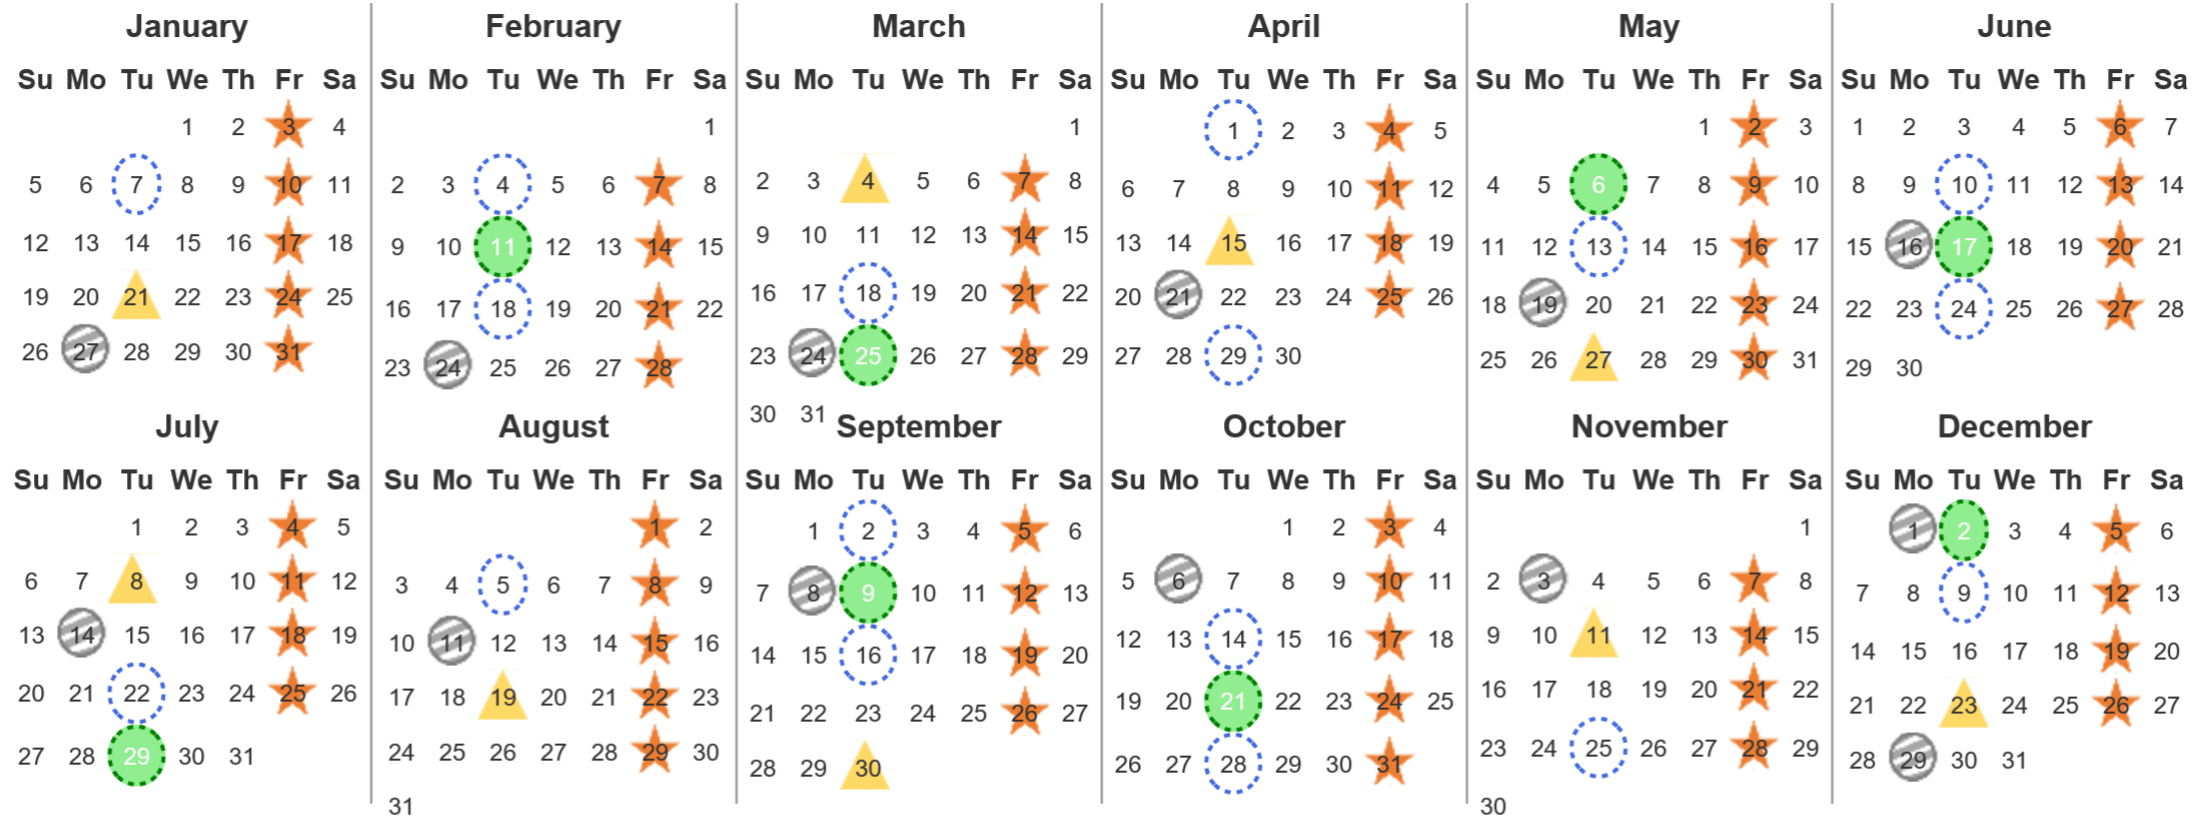 January
Su Mo Tu We Th Fr Sa
1 2 3 4
5 6 7 8 9 10 11
12 13 14 15 16 17 18
19 20 21 22 23 24 25
26 27 28 29 30 31
February
Su Mo Tu We Th Fr Sa
1
2 3 4 5 6 7 8
9 10 11 12 13 14 15
16 17 18 19 20 21 22
23 24 25 26 27 28
March
Su Mo Tu We Th Fr Sa
1
2 3 4 5 6 7 8
9 10 11 12 13 14 15
16 17 18 19 20 21 22
23 24 25 26 27 28 29
30 31
April
Su Mo Tu We Th Fr Sa
1 2 3 4 5
6 7 8 9 10 11 12
13 14 15 16 17 18 19
20 21 22 23 24 25 26
27 28 29 30
May
Su Mo Tu We Th Fr Sa
1 2 3
4 5 6 7 8 9 10
11 12 13 14 15 16 17
18 19 20 21 22 23 24
25 26 27 28 29 30 31
June
Su Mo Tu We Th Fr Sa
1 2 3 4 5 6 7
8 9 10 11 12 13 14
15 16 17 18 19 20 21
22 23 24 25 26 27 28
29 30
July
Su Mo Tu We Th Fr Sa
1 2 3 4 5
6 7 8 9 10 11 12
13 14 15 16 17 18 19
20 21 22 23 24 25 26
27 28 29 30 31
August
Su Mo Tu We Th Fr Sa
1 2
3 4 5 6 7 8 9
10 11 12 13 14 15 16
17 18 19 20 21 22 23
24 25 26 27 28 29 30
31
September
Su Mo Tu We Th Fr Sa
1 2 3 4 5 6
7 8 9 10 11 12 13
14 15 16 17 18 19 20
21 22 23 24 25 26 27
28 29 30
October
Su Mo Tu We Th Fr Sa
1 2 3 4
5 6 7 8 9 10 11
12 13 14 15 16 17 18
19 20 21 22 23 24 25
26 27 28 29 30 31
November
Su Mo Tu We Th Fr Sa
1
2 3 4 5 6 7 8
9 10 11 12 13 14 15
16 17 18 19 20 21 22
23 24 25 26 27 28 29
30
December
Su Mo Tu We Th Fr Sa
1 2 3 4 5 6
7 8 9 10 11 12 13
14 15 16 17 18 19 20
21 22 23 24 25 26 27
28 29 30 31